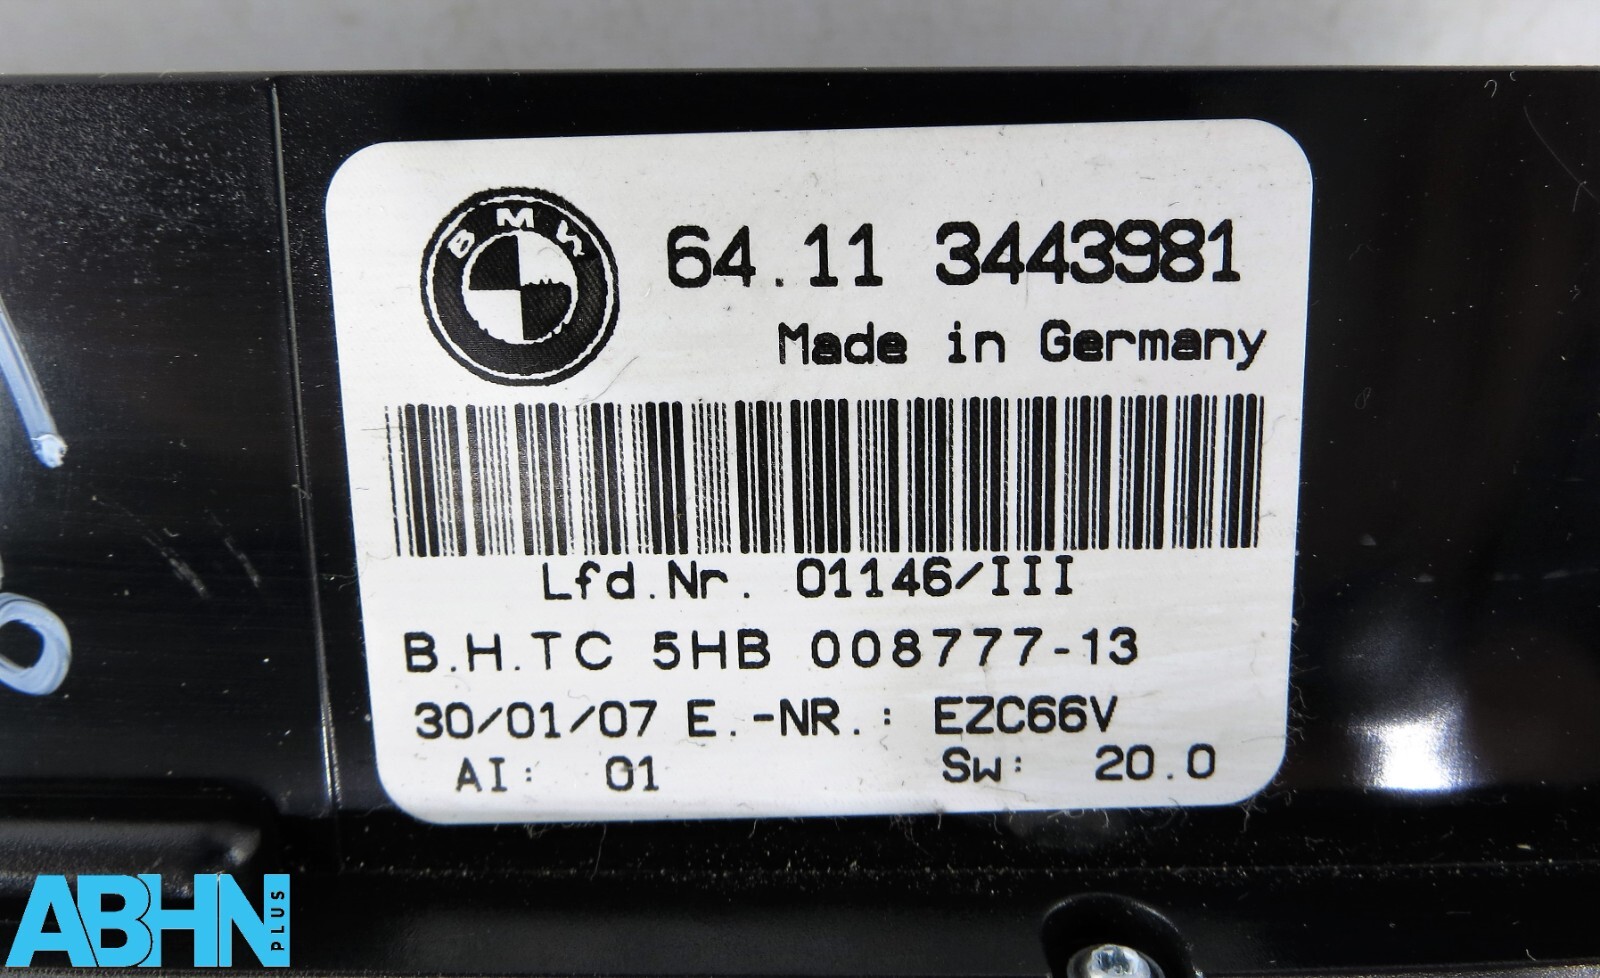 BMW
64.11 3443981
Made in Germany
Lfd.Nr. 01146/III
B.H.TC 5HB 008777-13
30/01/07 E.-NR.: EZC66V
AI: 01 Sw: 20.0
ABHN PLUS